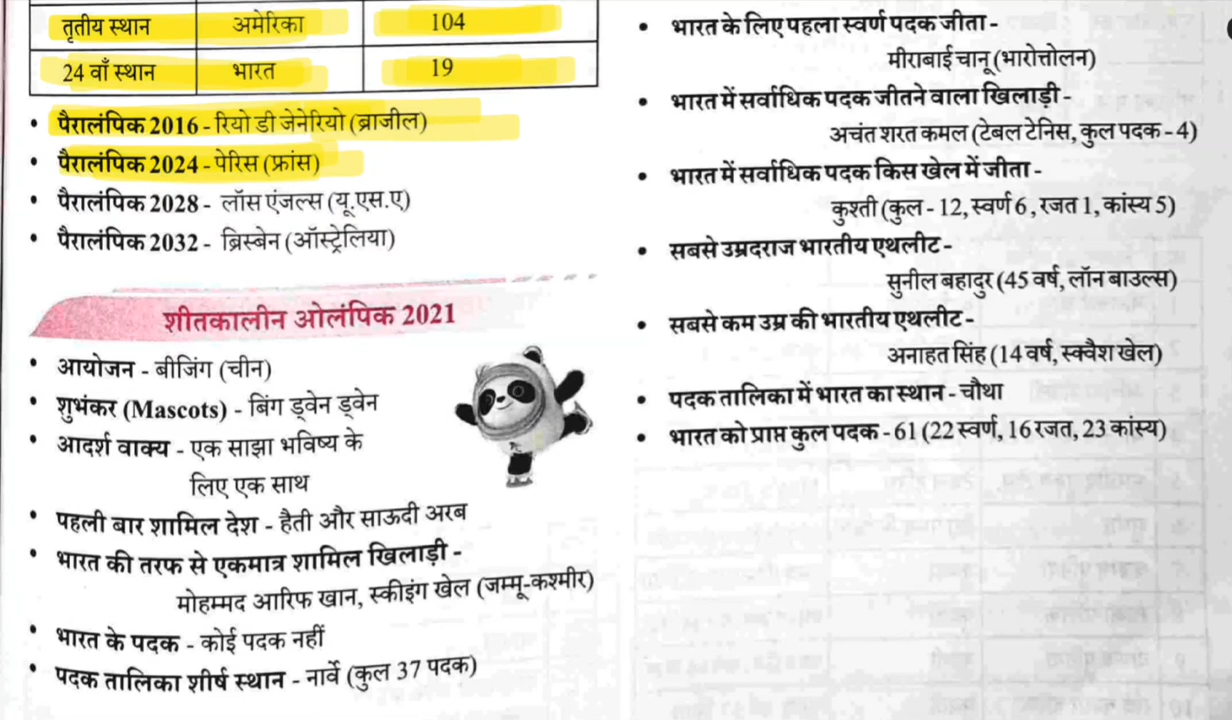 तृतीय स्थान अमेरिका 104
24 वाँ स्थान भारत 19
• पैरालंपिक 2016 - रियो डी जेनेरियो (ब्राजील)
• पैरालंपिक 2024 - पेरिस (फ्रांस)
• पैरालंपिक 2028 - लॉस एंजल्स (यू.एस.ए)
• पैरालंपिक 2032 - ब्रिस्बेन (ऑस्ट्रेलिया)
शीतकालीन ओलंपिक 2021
• आयोजन - बीजिंग (चीन)
• शुभंकर (Mascots) - बिंग ड्वेन ड्वेन
• आदर्श वाक्य - एक साझा भविष्य के
लिए एक साथ
• पहली बार शामिल देश - हैती और साऊदी अरब
• भारत की तरफ से एकमात्र शामिल खिलाड़ी -
मोहम्मद आरिफ खान, स्कीइंग खेल (जम्मू-कश्मीर)
• भारत के पदक - कोई पदक नहीं
• पदक तालिका शीर्ष स्थान - नार्वे (कुल 37 पदक)
• भारत के लिए पहला स्वर्ण पदक जीता -
मीराबाई चानू (भारोत्तोलन)
• भारत में सर्वाधिक पदक जीतने वाला खिलाड़ी -
अचंत शरत कमल (टेबल टेनिस, कुल पदक - 4)
• भारत में सर्वाधिक पदक किस खेल में जीता -
कुश्ती (कुल - 12, स्वर्ण 6, रजत 1, कांस्य 5)
• सबसे उम्रदराज भारतीय एथलीट -
सुनील बहादुर (45 वर्ष, लॉन बाउल्स)
• सबसे कम उम्र की भारतीय एथलीट -
अनाहत सिंह (14 वर्ष, स्क्वैश खेल)
• पदक तालिका में भारत का स्थान - चौथा
• भारत को प्राप्त कुल पदक - 61 (22 स्वर्ण, 16 रजत, 23 कांस्य)